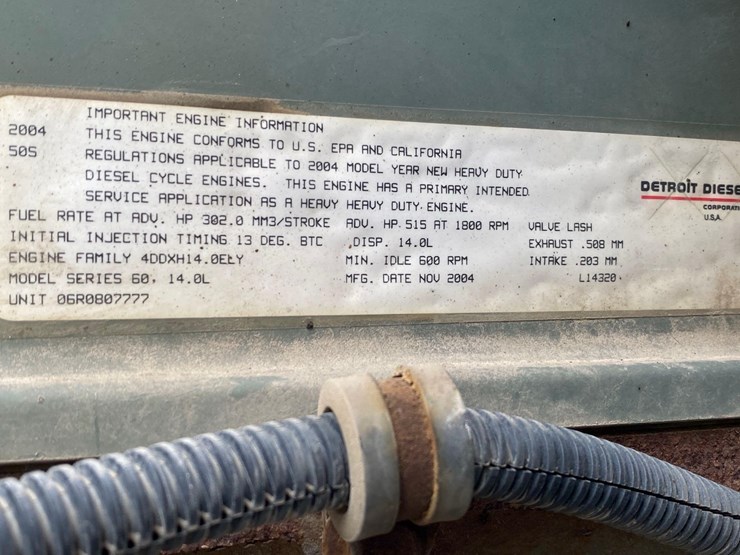 IMPORTANT ENGINE INFORMATION
2004 THIS ENGINE CONFORMS TO U.S. EPA AND CALIFORNIA
50S REGULATIONS APPLICABLE TO 2004 MODEL YEAR NEW HEAVY DUTY
DIESEL CYCLE ENGINES. THIS ENGINE HAS A PRIMARY INTENDED
SERVICE APPLICATION AS A HEAVY HEAVY DUTY ENGINE.
FUEL RATE AT ADV. HP 302.0 MM3/STROKE ADV. HP 515 AT 1800 RPM VALVE LASH
INITIAL INJECTION TIMING 13 DEG. BTC DISP. 14.0L EXHAUST .508 MM
ENGINE FAMILY 4DDXH14.0ELY MIN. IDLE 600 RPM INTAKE .203 MM
MODEL SERIES 60, 14.0L MFG. DATE NOV 2004 L14320
UNIT 06R0807777
DETROIT DIESE
CORPORATI
U.S.A.